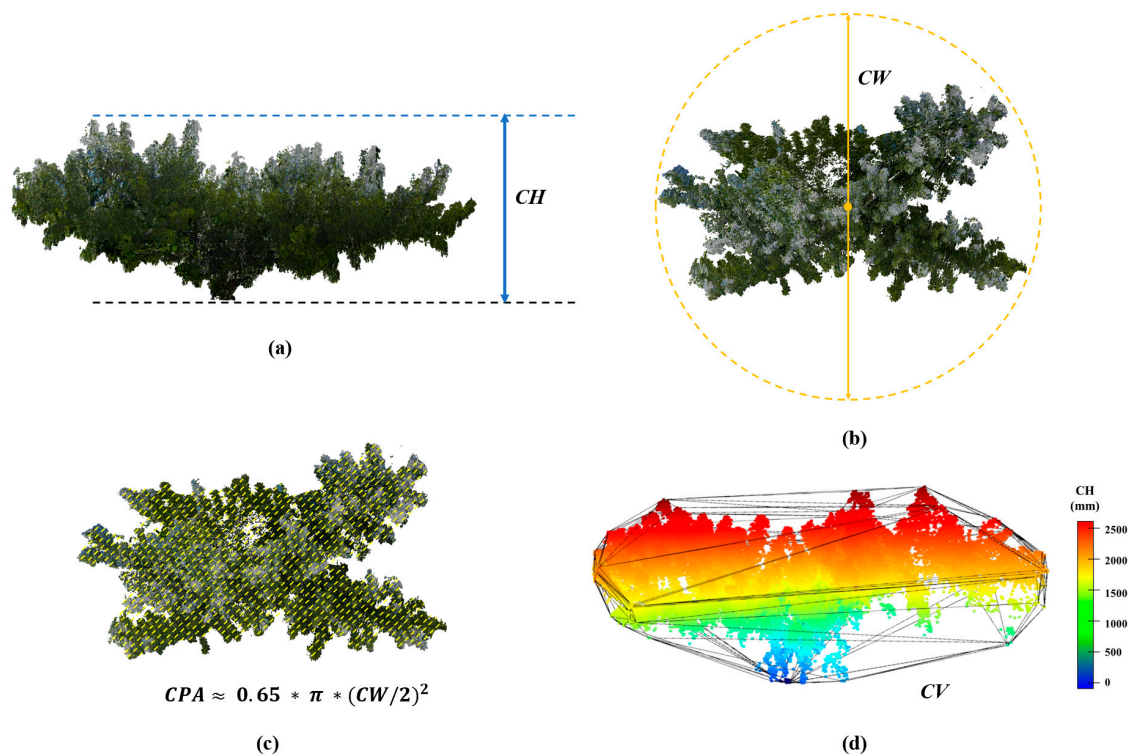 CH
(a)
CW
(b)
CPA ≈ 0.65 * π * (CW/2)²
(c)
CH
(mm)
2500
2000
1500
1000
500
0
CV
(d)